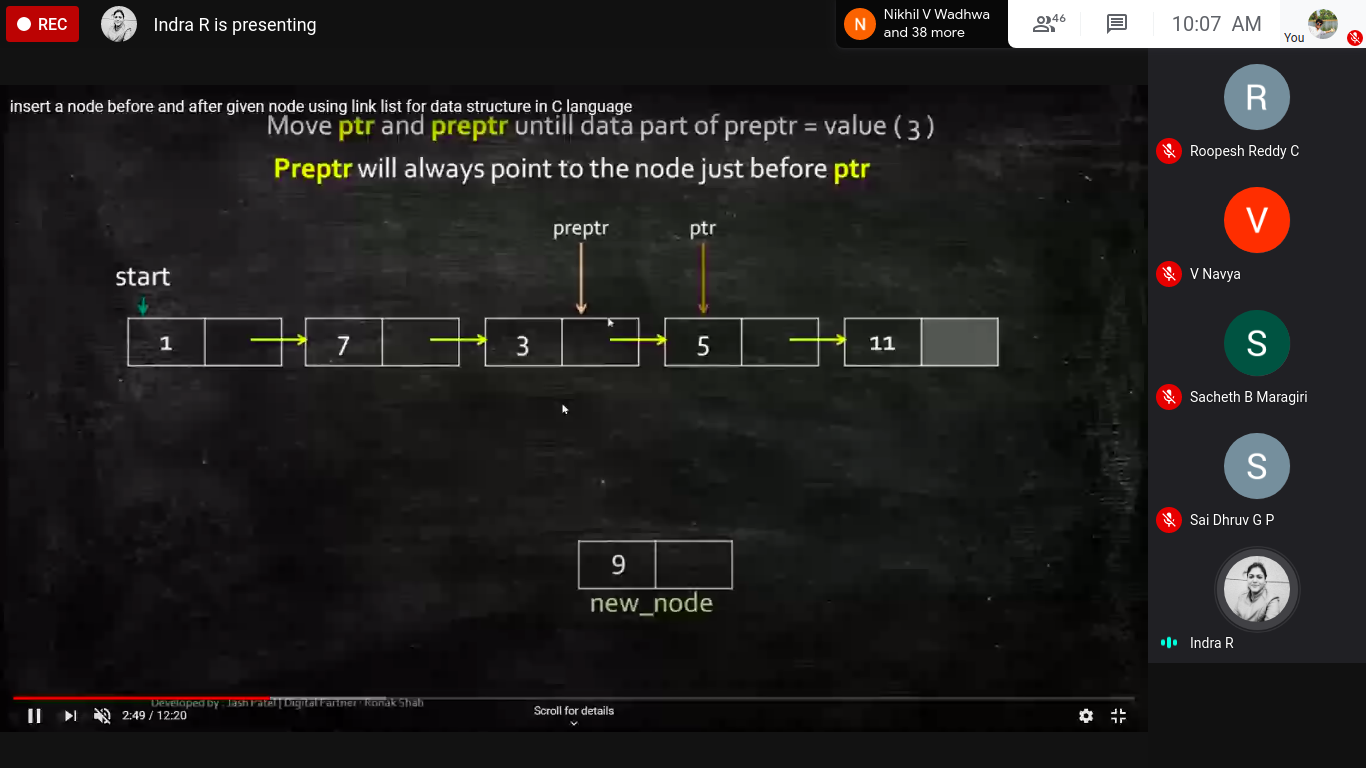 REC
Indra R is presenting
N
Nikhil V Wadhwa
and 38 more
46
10:07 AM
You
insert a node before and after given node using link list for data structure in C language
Move ptr and preptr untill data part of preptr = value ( 3 )
Preptr will always point to the node just before ptr
preptr
ptr
start
1
7
3
5
11
9
new_node
Developed by : Jash Patel | Digital Partner : Ronak Shah
2:49 / 12:20
Scroll for details
R
Roopesh Reddy C
V
V Navya
S
Sacheth B Maragiri
S
Sai Dhruv G P
Indra R